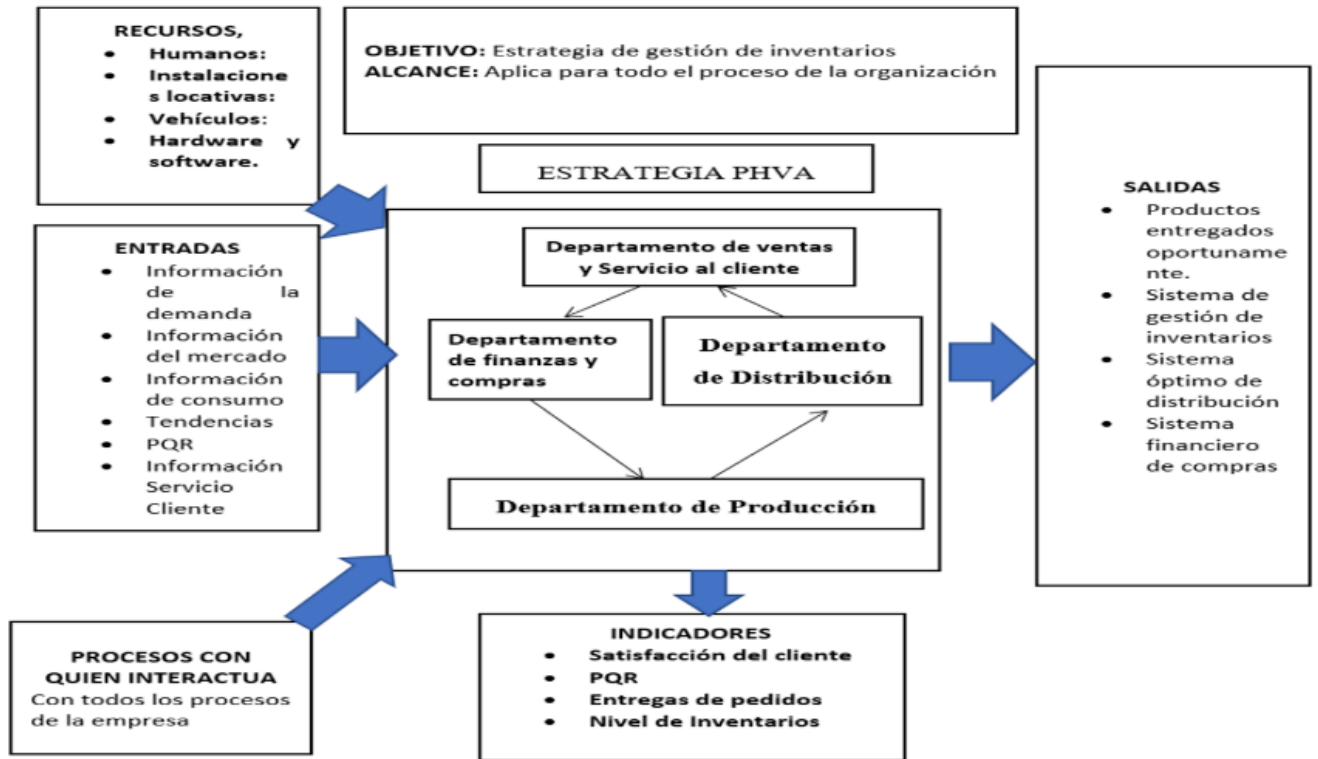 RECURSOS,
• Humanos:
• Instalacione
s locativas:
• Vehículos:
• Hardware y
software.
OBJETIVO: Estrategia de gestión de inventarios
ALCANCE: Aplica para todo el proceso de la organización
ESTRATEGIA PHVA
ENTRADAS
• Información
de la
demanda
• Información
del mercado
• Información
de consumo
• Tendencias
• PQR
• Información
Servicio
Cliente
Departamento de ventas
y Servicio al cliente
Departamento
de finanzas y
compras
Departamento
de Distribución
Departamento de Producción
SALIDAS
• Productos
entregados
oportuname
nte.
• Sistema de
gestión de
inventarios
• Sistema
óptimo de
distribución
• Sistema
financiero
de compras
PROCESOS CON
QUIEN INTERACTUA
Con todos los procesos
de la empresa
INDICADORES
• Satisfacción del cliente
• PQR
• Entregas de pedidos
• Nivel de Inventarios